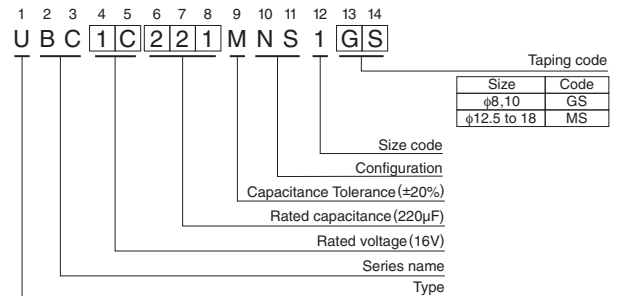 1 2 3 4 5 6 7 8 9 10 11 12 13 14
U B C 1 C 2 2 1 M N S 1 G S
Taping code
Size Code
ϕ8,10 GS
ϕ12.5 to 18 MS
Size code
Configuration
Capacitance Tolerance (±20%)
Rated capacitance (220µF)
Rated voltage (16V)
Series name
Type